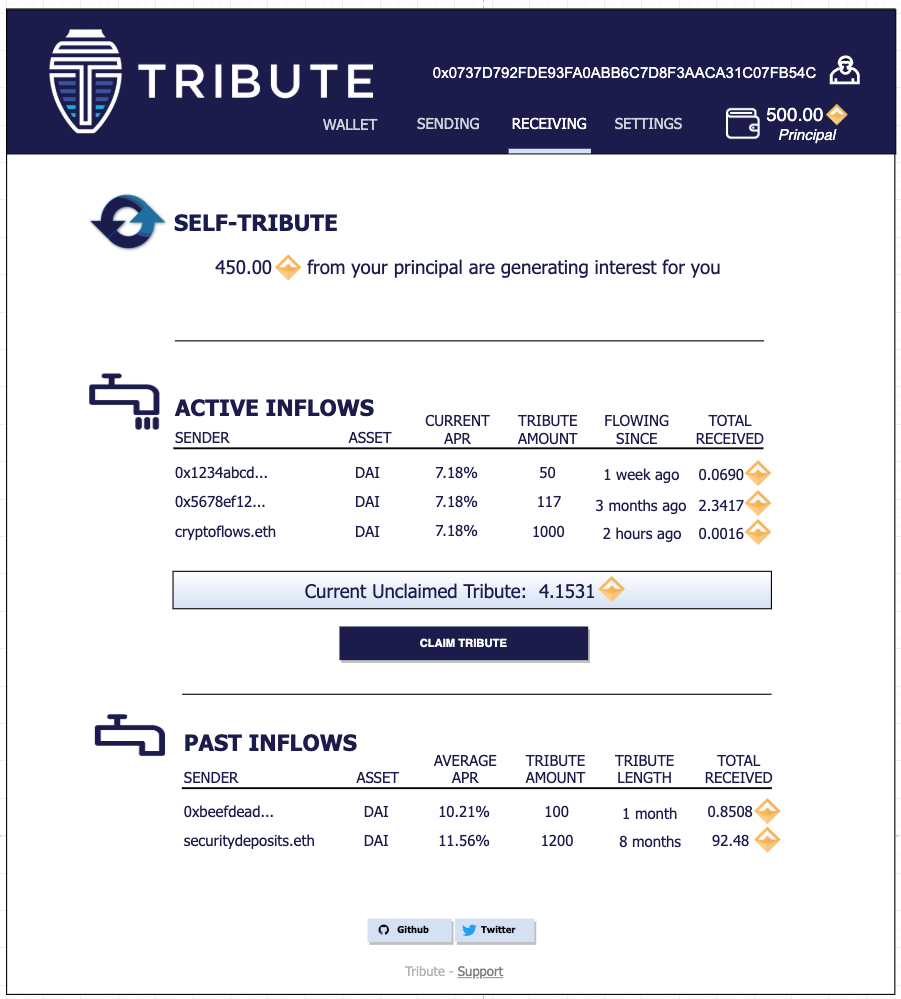 TRIBUTE
0x0737D792FDE93FA0ABB6C7D8F3AACA31C07FB54C
WALLET SENDING RECEIVING SETTINGS
500.00
Principal
SELF-TRIBUTE
450.00 from your principal are generating interest for you
ACTIVE INFLOWS
SENDER ASSET CURRENT APR TRIBUTE AMOUNT FLOWING SINCE TOTAL RECEIVED
0x1234abcd... DAI 7.18% 50 1 week ago 0.0690
0x5678ef12... DAI 7.18% 117 3 months ago 2.3417
cryptoflows.eth DAI 7.18% 1000 2 hours ago 0.0016
Current Unclaimed Tribute: 4.1531
CLAIM TRIBUTE
PAST INFLOWS
SENDER ASSET AVERAGE APR TRIBUTE AMOUNT TRIBUTE LENGTH TOTAL RECEIVED
0xbeefdead... DAI 10.21% 100 1 month 0.8508
securitydeposits.eth DAI 11.56% 1200 8 months 92.48
Github Twitter
Tribute - Support